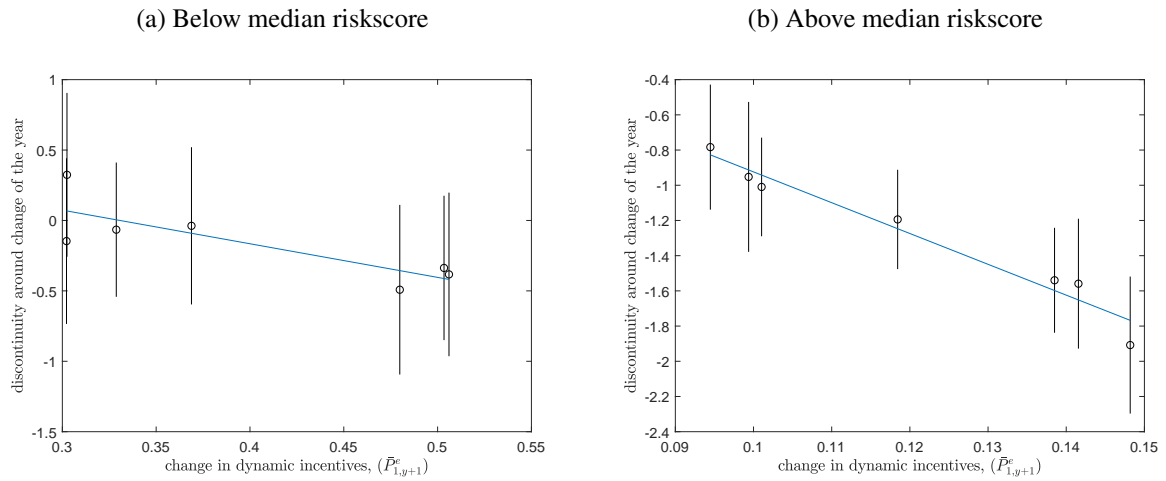 (a) Below median riskscore
discontinuity around change of the year
1
0.5
0
-0.5
-1
-1.5
0.3 0.35 0.4 0.45 0.5 0.55
change in dynamic incentives, (P̄ᵉ₁,y+1)
(b) Above median riskscore
discontinuity around change of the year
-0.4
-0.6
-0.8
-1
-1.2
-1.4
-1.6
-1.8
-2
-2.2
-2.4
0.09 0.1 0.11 0.12 0.13 0.14 0.15
change in dynamic incentives, (P̄ᵉ₁,y+1)